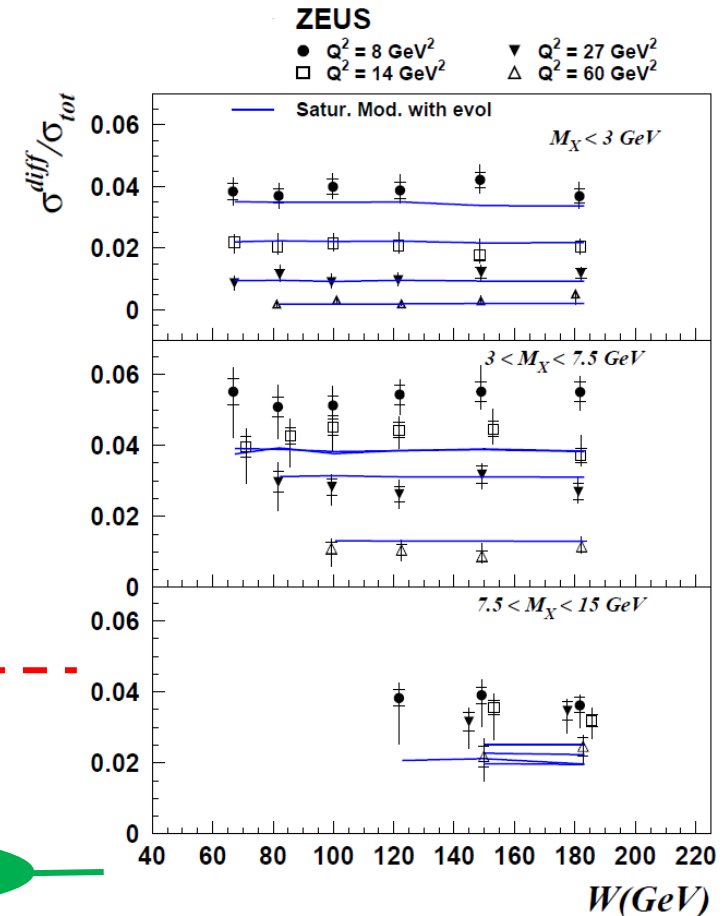 ZEUS
● Q² = 8 GeV² ▼ Q² = 27 GeV²
□ Q² = 14 GeV² △ Q² = 60 GeV²
σ^diff/σ_tot
Satur. Mod. with evol
M_X < 3 GeV
0.06
0.04
0.02
0
3 < M_X < 7.5 GeV
0.06
0.04
0.02
0
7.5 < M_X < 15 GeV
0.06
0.04
0.02
0
40 60 80 100 120 140 160 180 200 220
W(GeV)